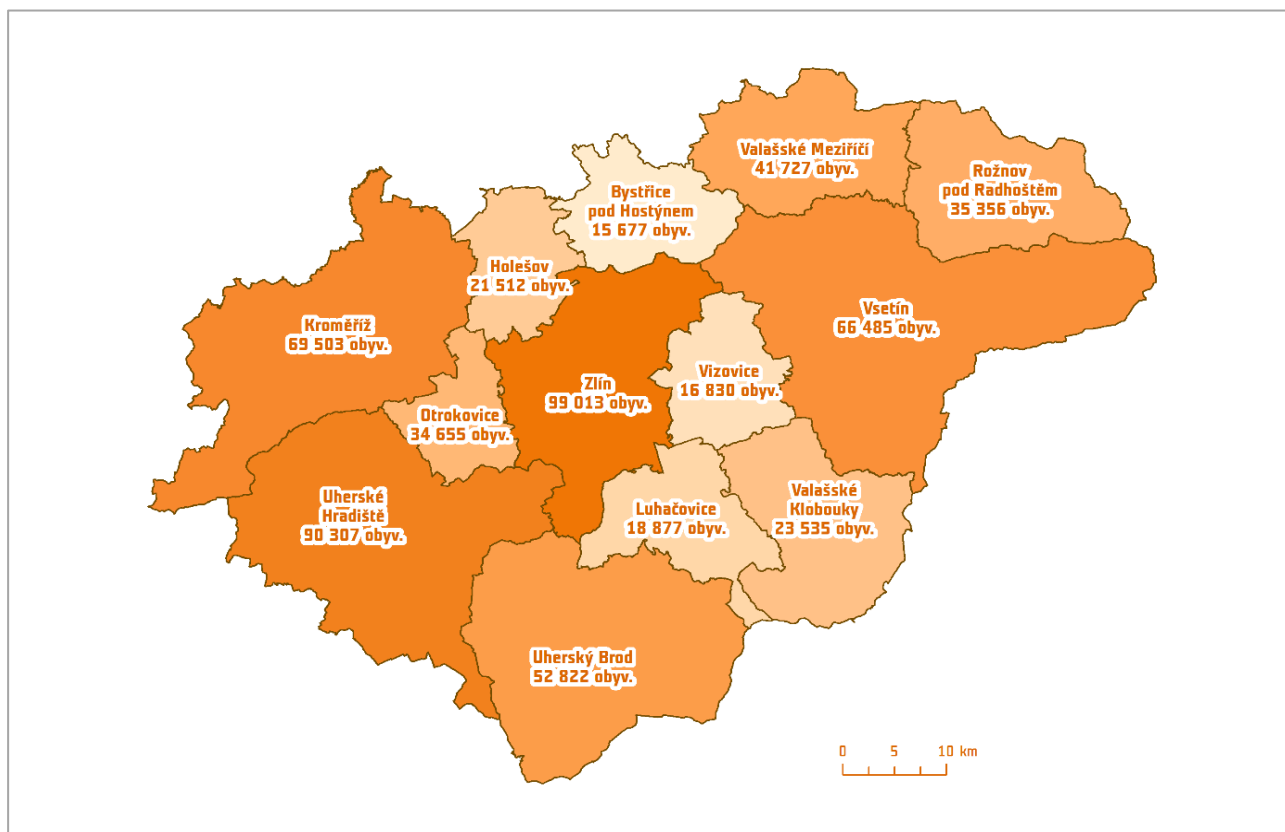 Valašské Meziříčí
41 727 obyv.
Rožnov
pod Radhoštěm
35 356 obyv.
Bystřice
pod Hostýnem
15 677 obyv.
Holešov
21 512 obyv.
Vsetín
66 485 obyv.
Kroměříž
69 503 obyv.
Vizovice
16 830 obyv.
Zlín
99 013 obyv.
Otrokovice
34 655 obyv.
Uherské
Hradiště
90 307 obyv.
Luhačovice
18 877 obyv.
Valašské
Klobouky
23 535 obyv.
Uherský Brod
52 822 obyv.
0 5 10 km